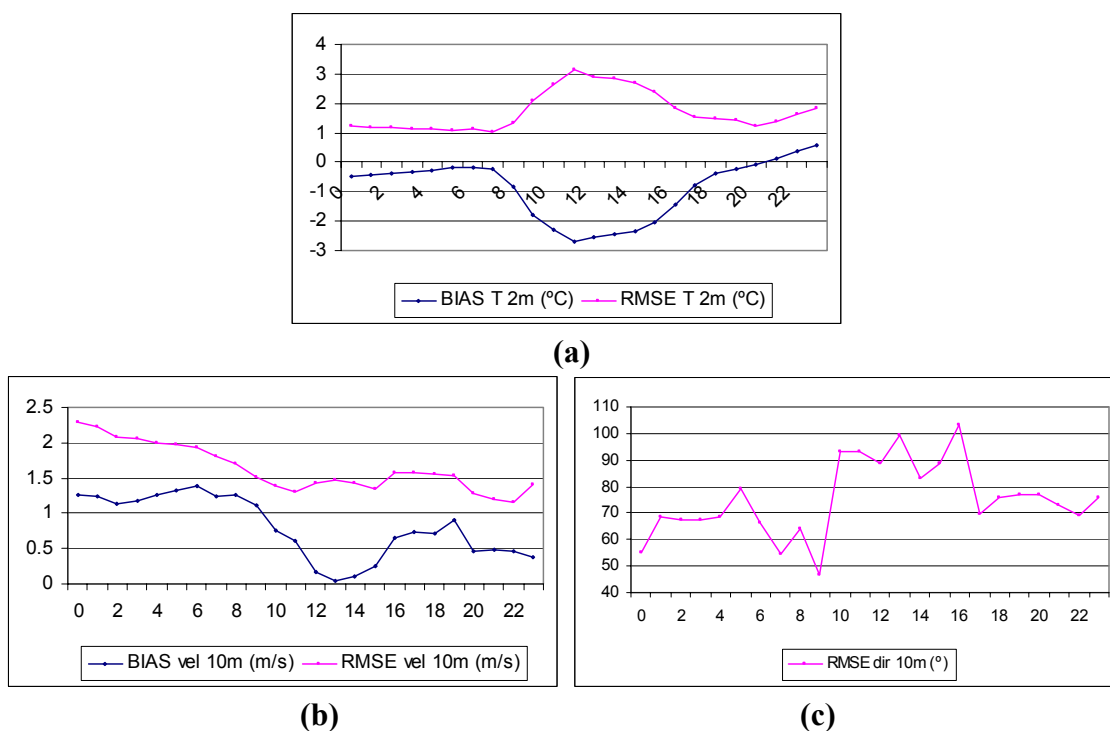 4
3
2
1
0
-1
-2
-3
0 2 4 6 8 10 12 14 16 18 20 22
BIAS T 2m (ºC) RMSE T 2m (ºC)
(a)
2.5
2
1.5
1
0.5
0
0 2 4 6 8 10 12 14 16 18 20 22
BIAS vel 10m (m/s) RMSE vel 10m (m/s)
(b)
110
100
90
80
70
60
50
40
0 2 4 6 8 10 12 14 16 18 20 22
RMSE dir 10m (º)
(c)